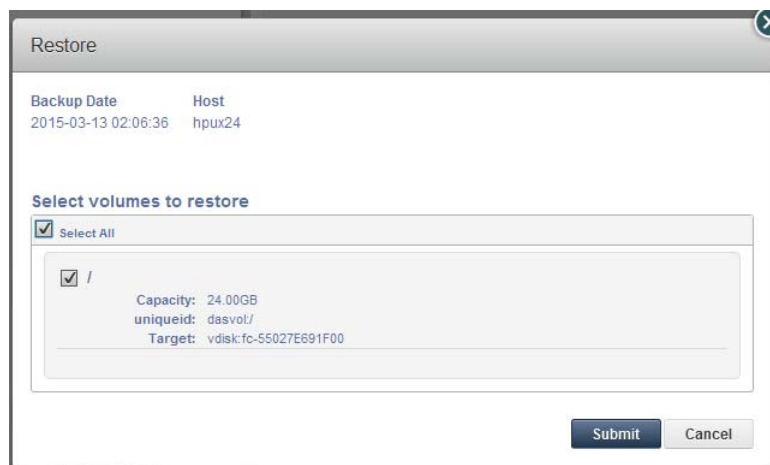 Restore
Backup Date Host
2015-03-13 02:06:36 hpux24
Select volumes to restore
Select All
/
Capacity: 24.00GB
uniqueid: dasvol:/
Target: vdisk:fc-55027E691F00
Submit Cancel